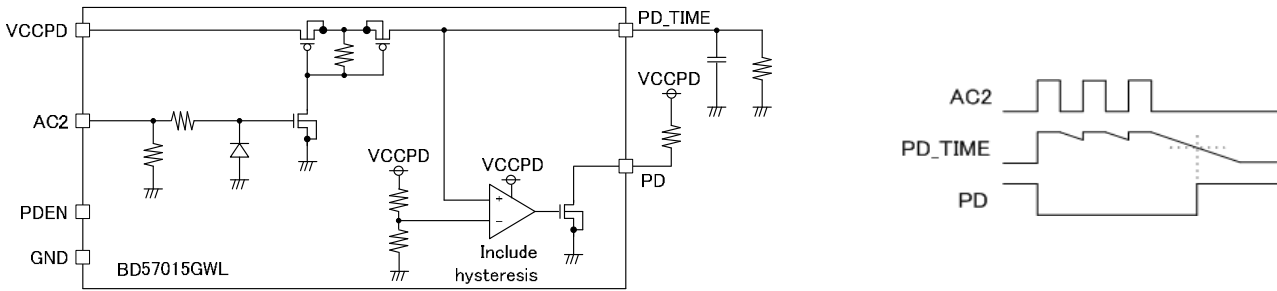 VCCPD
PD_TIME
VCCPD
AC2
VCCPD
VCCPD
PD
+
−
PDEN
Include
hysteresis
GND
BD57015GWL
AC2
PD_TIME
PD